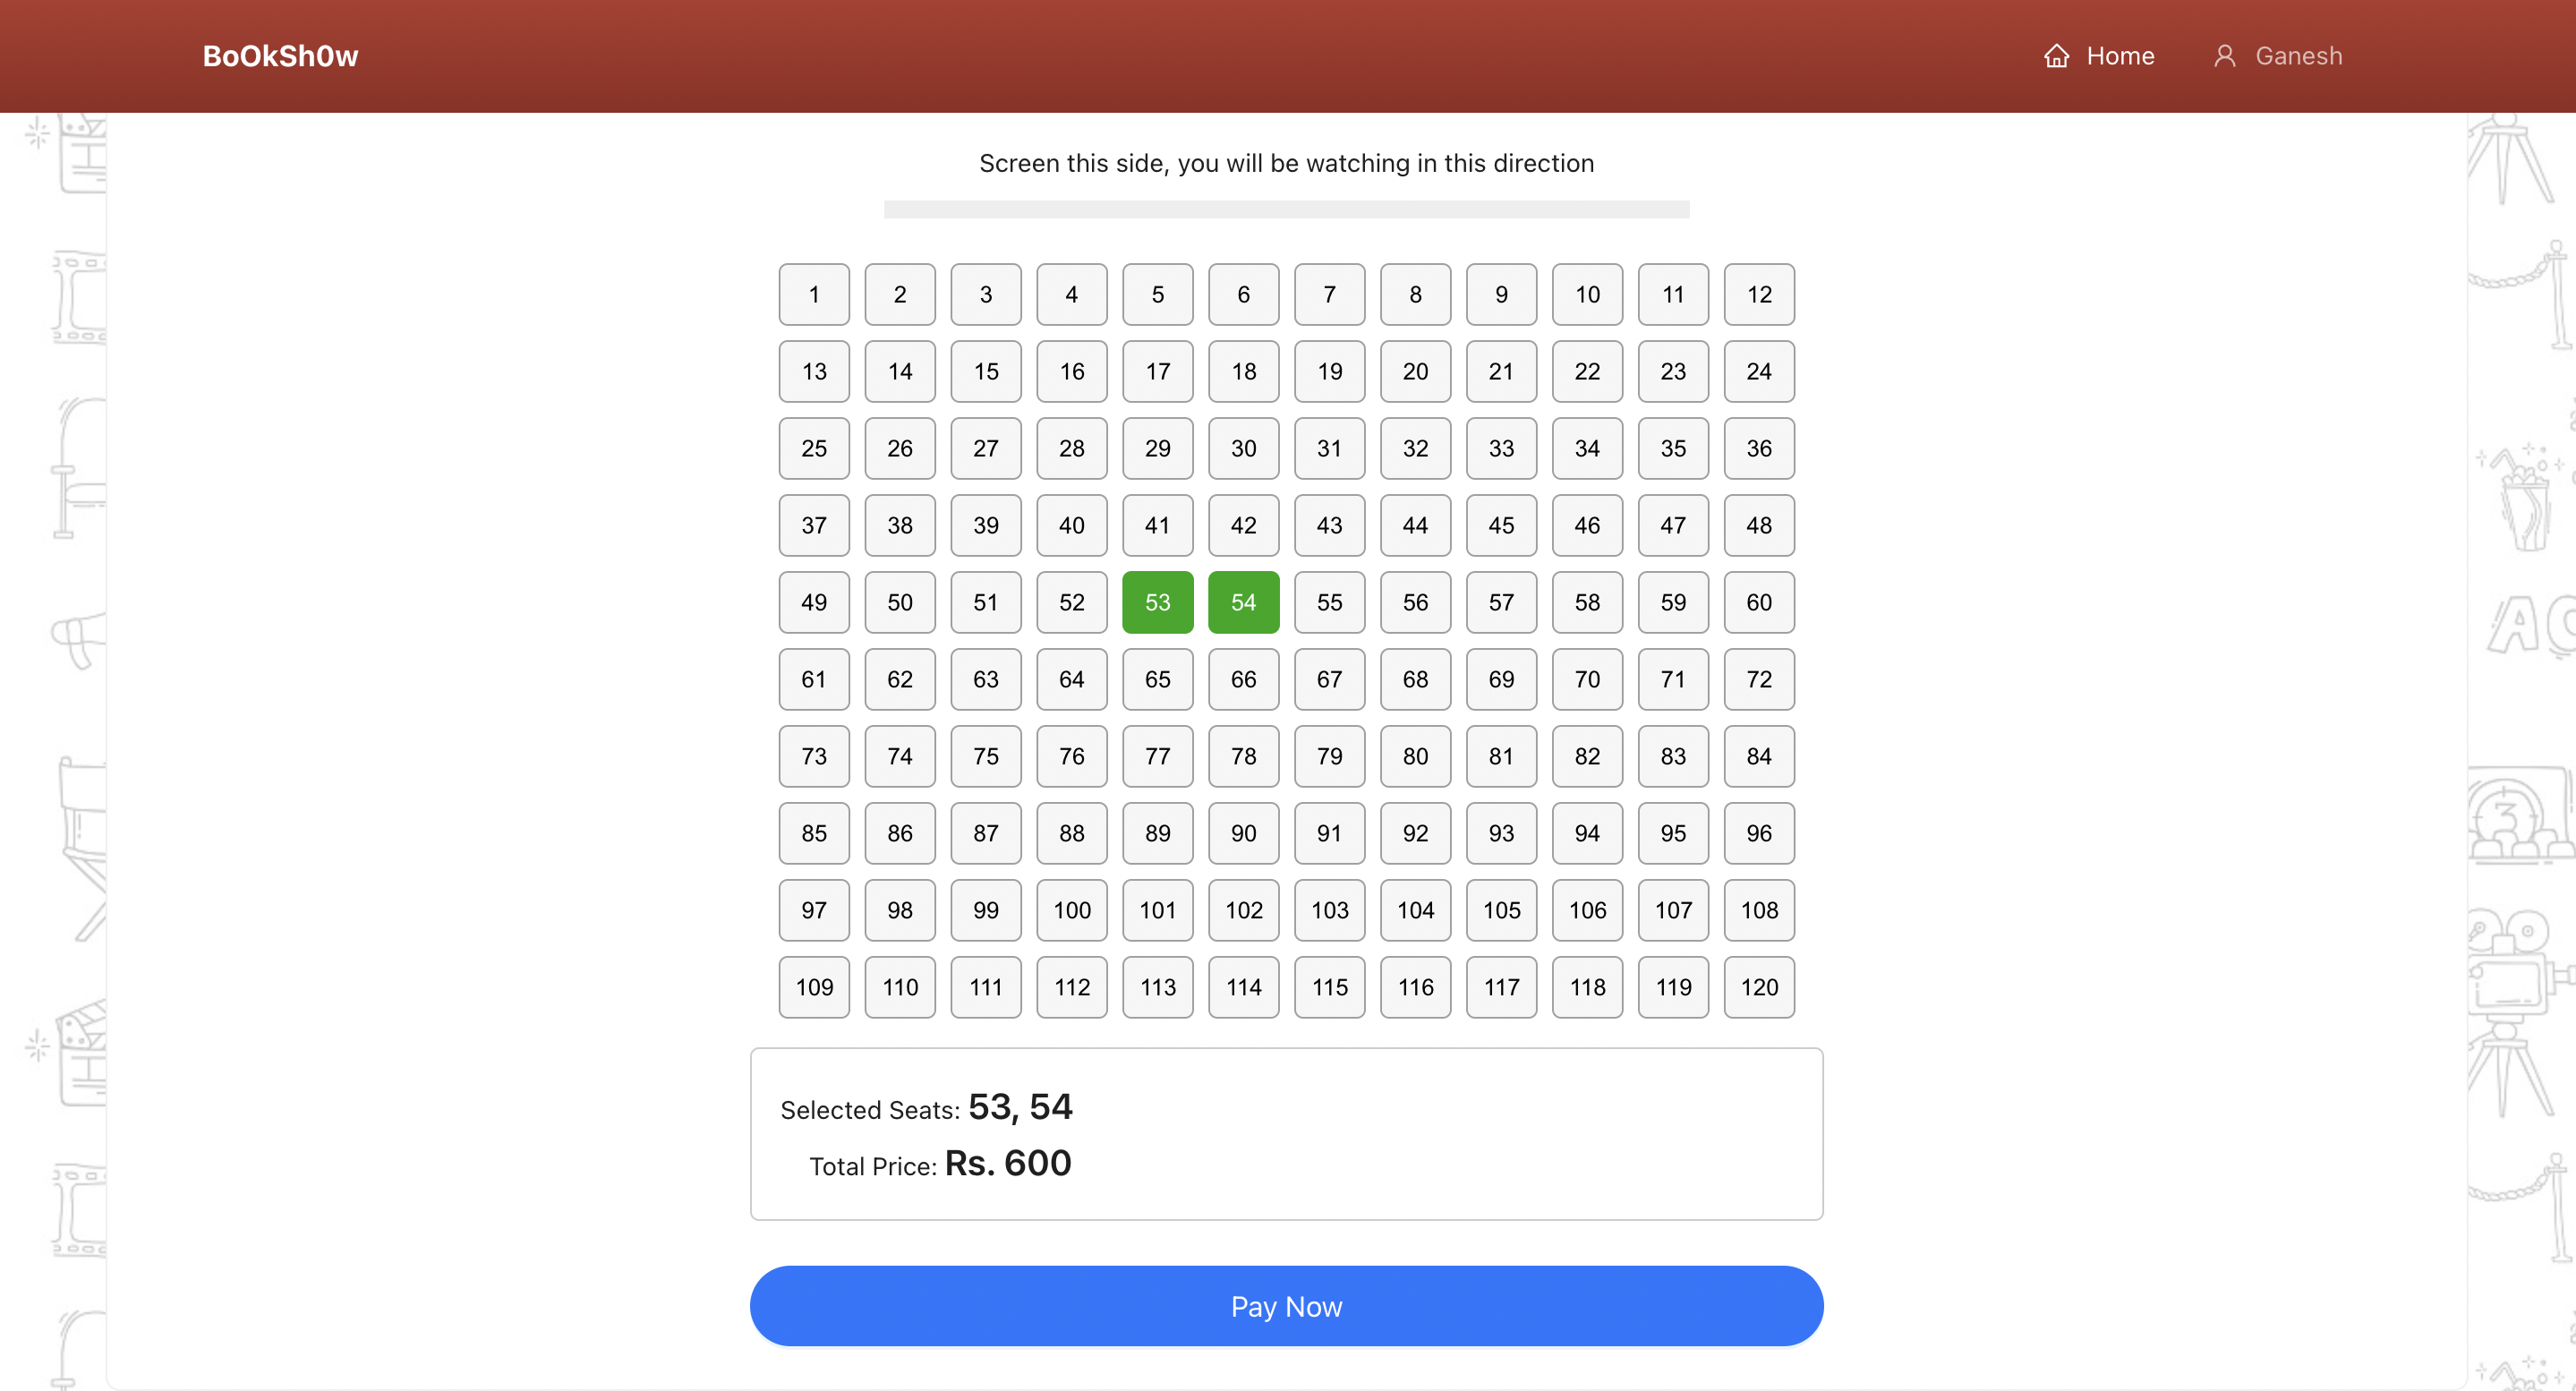 BoOkSh0w Home Ganesh
Screen this side, you will be watching in this direction
1 2 3 4 5 6 7 8 9 10 11 12
13 14 15 16 17 18 19 20 21 22 23 24
25 26 27 28 29 30 31 32 33 34 35 36
37 38 39 40 41 42 43 44 45 46 47 48
49 50 51 52 53 54 55 56 57 58 59 60
61 62 63 64 65 66 67 68 69 70 71 72
73 74 75 76 77 78 79 80 81 82 83 84
85 86 87 88 89 90 91 92 93 94 95 96
97 98 99 100 101 102 103 104 105 106 107 108
109 110 111 112 113 114 115 116 117 118 119 120
Selected Seats: 53, 54
Total Price: Rs. 600
Pay Now